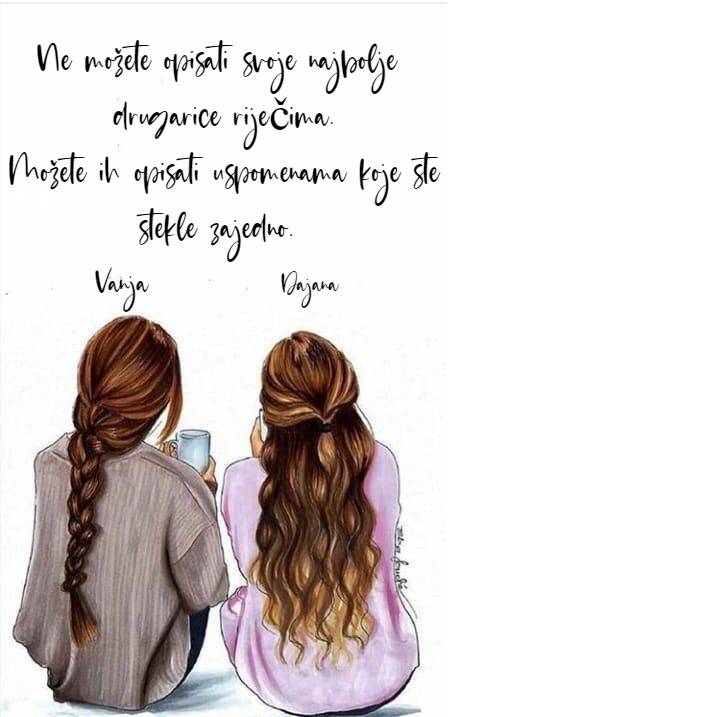 Ne možete opisati svoje najbolje
drugarice riječima.
Možete ih opisati uspomenama koje ste
stekle zajedno.
Vanja
Dajana